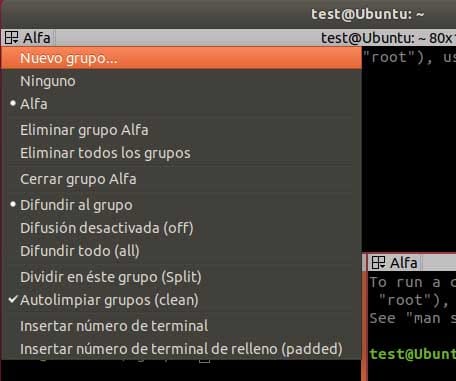 test@Ubuntu: ~
Alfa
test@Ubuntu: ~ 80x
Nuevo grupo...
"root"), us
Ninguno
Alfa
Eliminar grupo Alfa
Eliminar todos los grupos
Cerrar grupo Alfa
Difundir al grupo
Difusión desactivada (off)
Difundir todo (all)
Dividir en éste grupo (Split)
Autolimpiar grupos (clean)
Insertar número de terminal
Insertar número de terminal de relleno (padded)
Alfa
To run a c
"root"),
See "man s
test@Ubunt